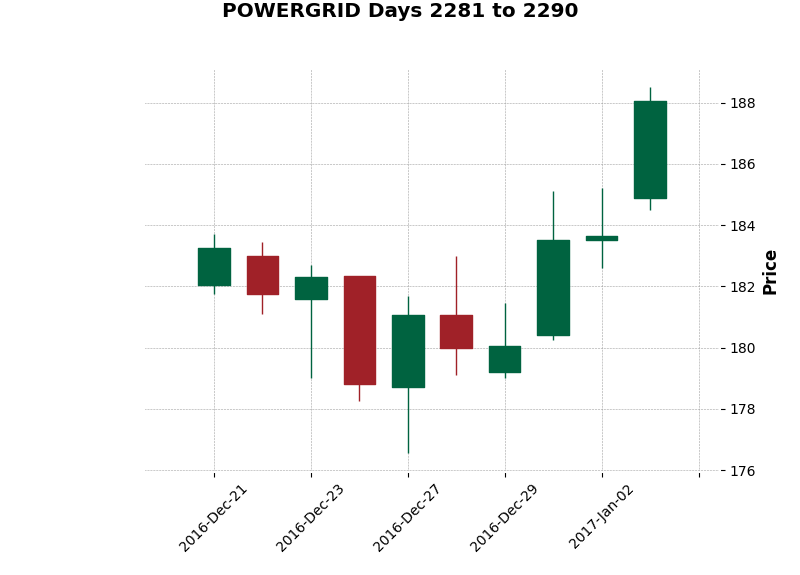 POWERGRID Days 2281 to 2290
188
186
184
182
180
178
176
Price
2016-Dec-21
2016-Dec-23
2016-Dec-27
2016-Dec-29
2017-Jan-02